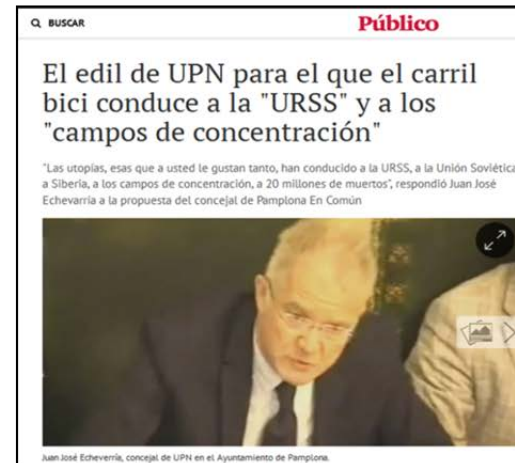 BUSCAR
Público
El edil de UPN para el que el carril
bici conduce a la "URSS" y a los
"campos de concentración"
"Las utopías, esas que a usted le gustan tanto, han conducido a la URSS, a la Unión Soviética
a Siberia, a los campos de concentración, a 20 millones de muertos", respondió Juan José
Echevarría a la propuesta del concejal de Pamplona En Común
Juan José Echeverría, concejal de UPN en el Ayuntamiento de Pamplona.